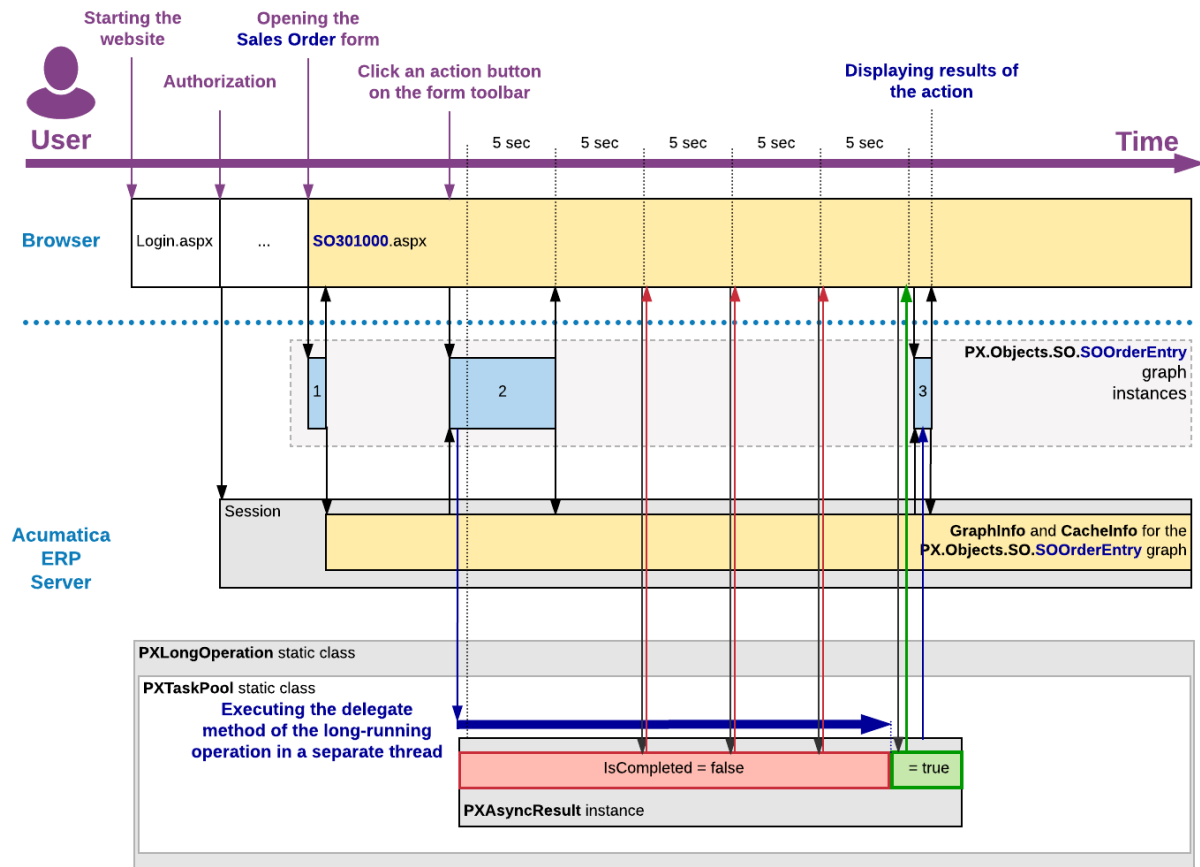 Starting the
website
Opening the
Sales Order form
Authorization
Click an action button
on the form toolbar
Displaying results of
the action
User
5 sec
5 sec
5 sec
5 sec
5 sec
Time
Browser
Login.aspx
...
SO301000.aspx
PX.Objects.SO.SOOrderEntry
graph
instances
1
2
3
Acumatica
ERP
Server
Session
GraphInfo and CacheInfo for the
PX.Objects.SO.SOOrderEntry graph
PXLongOperation static class
PXTaskPool static class
Executing the delegate
method of the long-running
operation in a separate thread
IsCompleted = false
= true
PXAsyncResult instance